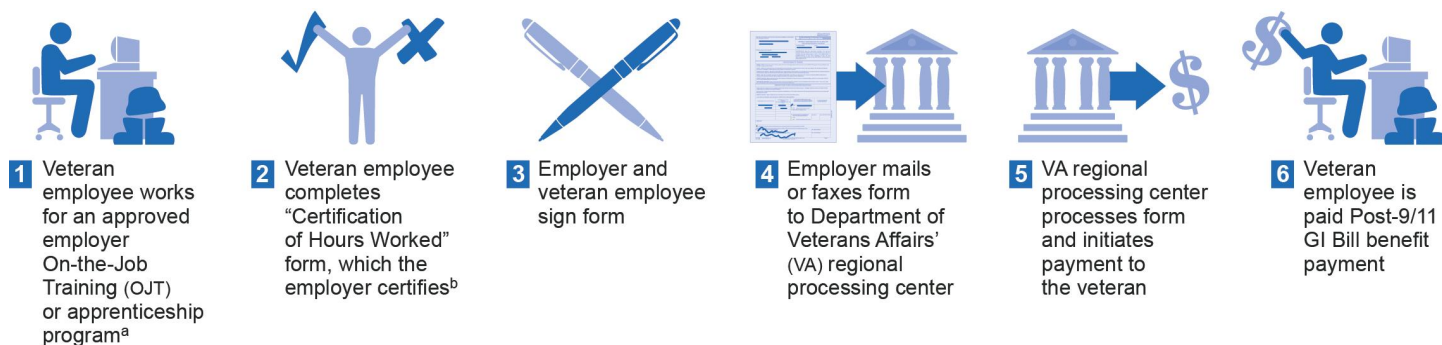 1 Veteran
employee works
for an approved
employer
On-the-Job
Training (OJT)
or apprenticeship
programa
2 Veteran employee
completes
“Certification
of Hours Worked”
form, which the
employer certifiesb
3 Employer and
veteran employee
sign form
4 Employer mails
or faxes form
to Department of
Veterans Affairs’
(VA) regional
processing center
5 VA regional
processing center
processes form
and initiates
payment to
the veteran
6 Veteran
employee is
paid Post-9/11
GI Bill benefit
payment
$
$